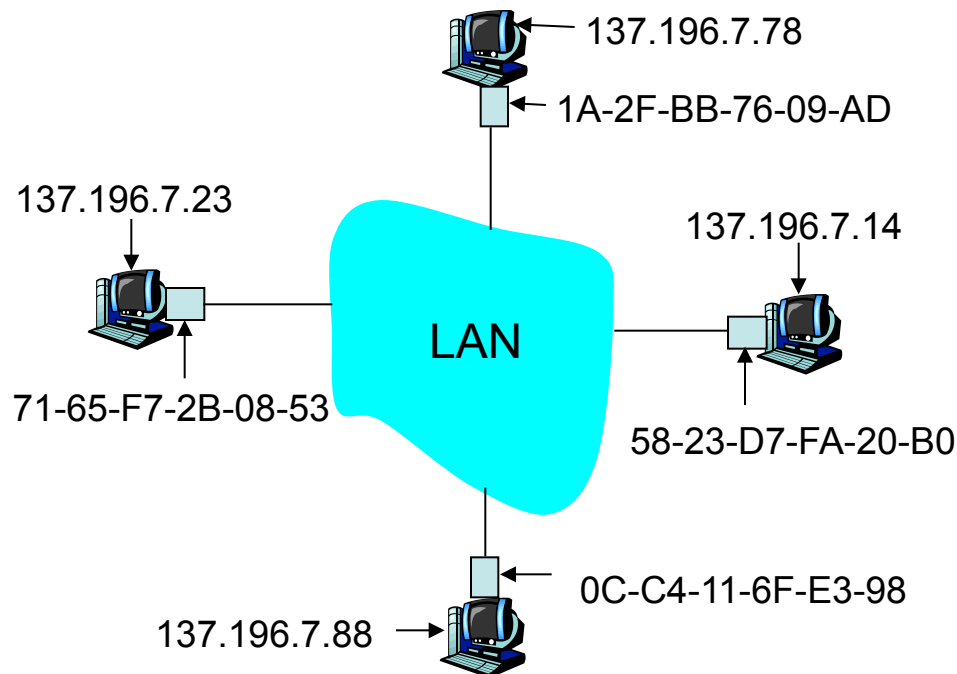 137.196.7.78
1A-2F-BB-76-09-AD
137.196.7.23
137.196.7.14
LAN
71-65-F7-2B-08-53
58-23-D7-FA-20-B0
0C-C4-11-6F-E3-98
137.196.7.88